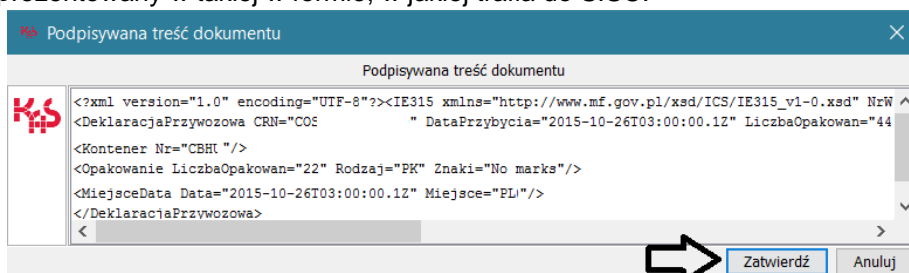 Podpisywana treść dokumentu
Podpisywana treść dokumentu
<?xml version="1.0" encoding="UTF-8"?><IE315 xmlns="http://www.mf.gov.pl/xsd/ICS/IE315_v1-0.xsd" NrW
<DeklaracjaPrzywozowa CRN="COS " DataPrzybycia="2015-10-26T03:00:00.1Z" LiczbaOpakowan="44
<Kontener Nr="CBHU "/>
<Opakowanie LiczbaOpakowan="22" Rodzaj="PK" Znaki="No marks"/>
<MiejsceData Data="2015-10-26T03:00:00.1Z" Miejsce="PL"/>
</DeklaracjaPrzywozowa>
Zatwierdź Anuluj